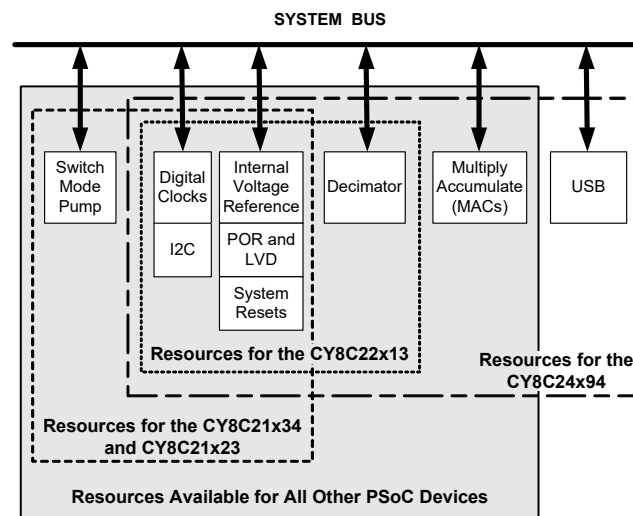 SYSTEM BUS
Switch
Mode
Pump
Digital
Clocks
I2C
Internal
Voltage
Reference
POR and
LVD
System
Resets
Decimator
Multiply
Accumulate
(MACs)
USB
Resources for the CY8C22x13
Resources for the
CY8C24x94
Resources for the CY8C21x34
and CY8C21x23
Resources Available for All Other PSoC Devices